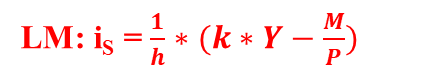 LM: iₛ = 1/h * (k * Y − M/P)